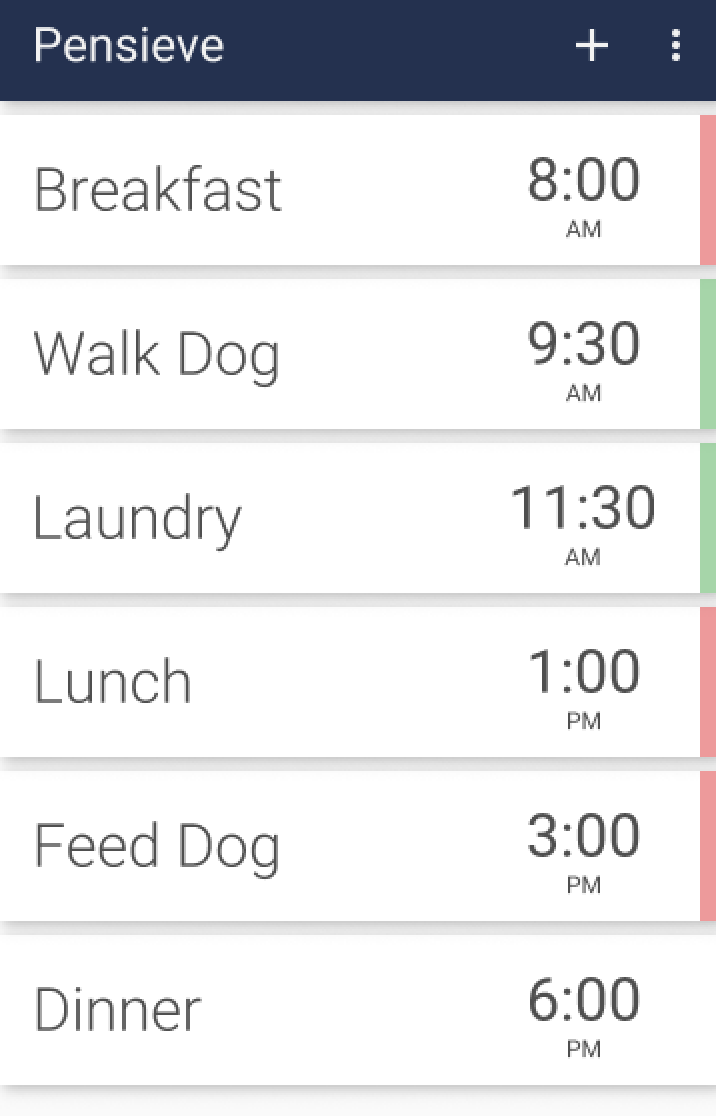 Pensieve
Breakfast 8:00
AM
Walk Dog 9:30
AM
Laundry 11:30
AM
Lunch 1:00
PM
Feed Dog 3:00
PM
Dinner 6:00
PM